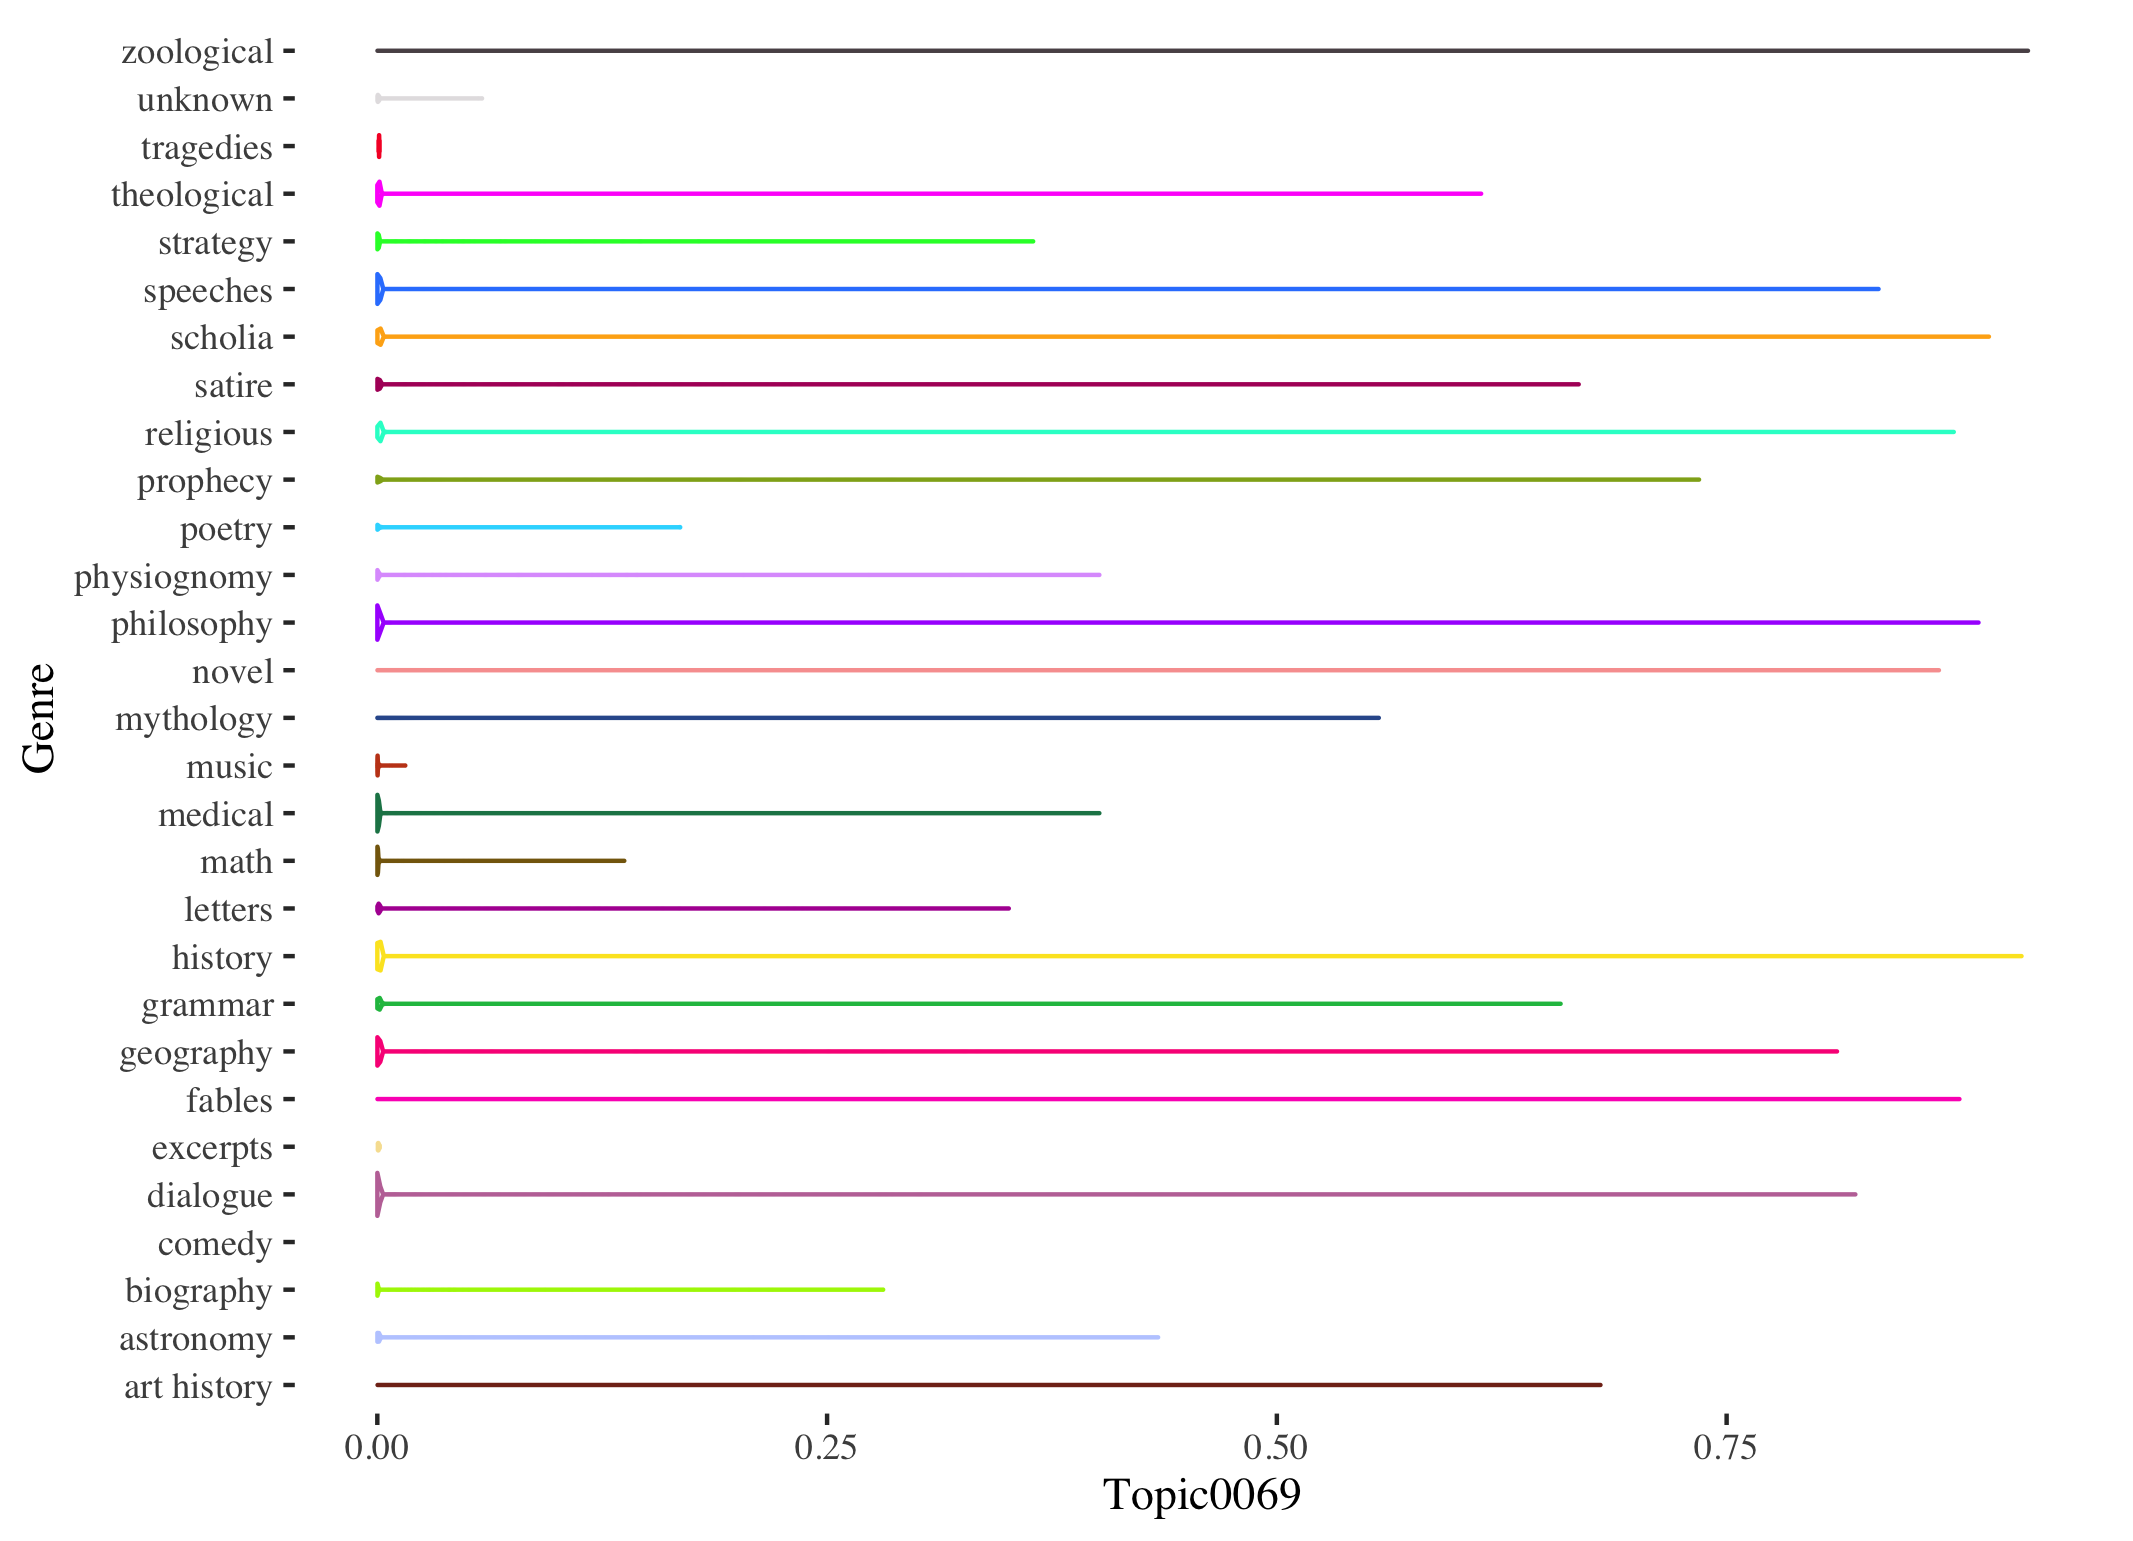 zoological
unknown
tragedies
theological
strategy
speeches
scholia
satire
religious
prophecy
poetry
physiognomy
philosophy
novel
mythology
music
medical
math
letters
history
grammar
geography
fables
excerpts
dialogue
comedy
biography
astronomy
art history
Genre
0.00 0.25 0.50 0.75
Topic0069